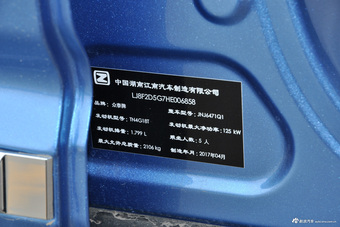 中国湖南江南汽车制造有限公司
LJ8F2D5G7HE006858
品牌：众泰牌 整车型号：JNJ6471Q1
发动机型号：TN4G18T 发动机最大净功率：125 kW
发动机排量：1.799 L 乘坐人数：5 人
最大允许总质量：2106 kg 制造年月：2017年04月